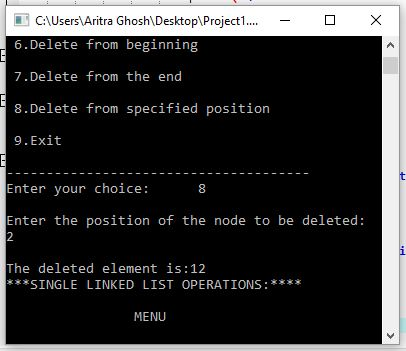 C:\Users\Aritra Ghosh\Desktop\Project1....
6.Delete from beginning
7.Delete from the end
8.Delete from specified position
9.Exit
--------------------------------------
Enter your choice: 8
Enter the position of the node to be deleted:
2
The deleted element is:12
***SINGLE LINKED LIST OPERATIONS:****
MENU